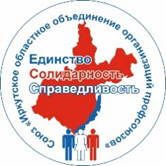 Союз «Иркутское областное объединение организаций профсоюзов»
Единство
Солидарность
Справедливость